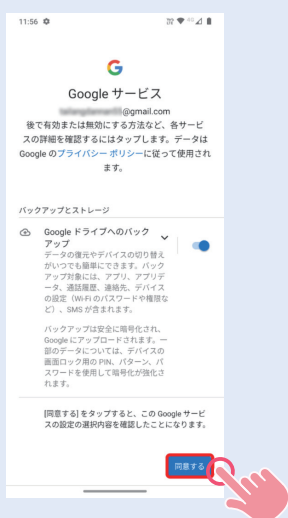 11:56
4G
G
Google サービス
@gmail.com
後で有効または無効にする方法など、各サービ
スの詳細を確認するにはタップします。データは
Google のプライバシー ポリシーに従って使用され
ます。
バックアップとストレージ
Google ドライブへのバック
アップ
データの復元やデバイスの切り替え
がいつでも簡単にできます。バック
アップ対象には、アプリ、アプリデ
ータ、通話履歴、連絡先、デバイス
の設定（Wi-Fi のパスワードや権限な
ど）、SMS が含まれます。
バックアップは安全に暗号化され、
Google にアップロードされます。一
部のデータについては、デバイスの
画面ロック用の PIN、パターン、パ
スワードを使用して暗号化が強化さ
れます。
[同意する] をタップすると、この Google サービ
スの設定の選択内容を確認したことになります。
同意する